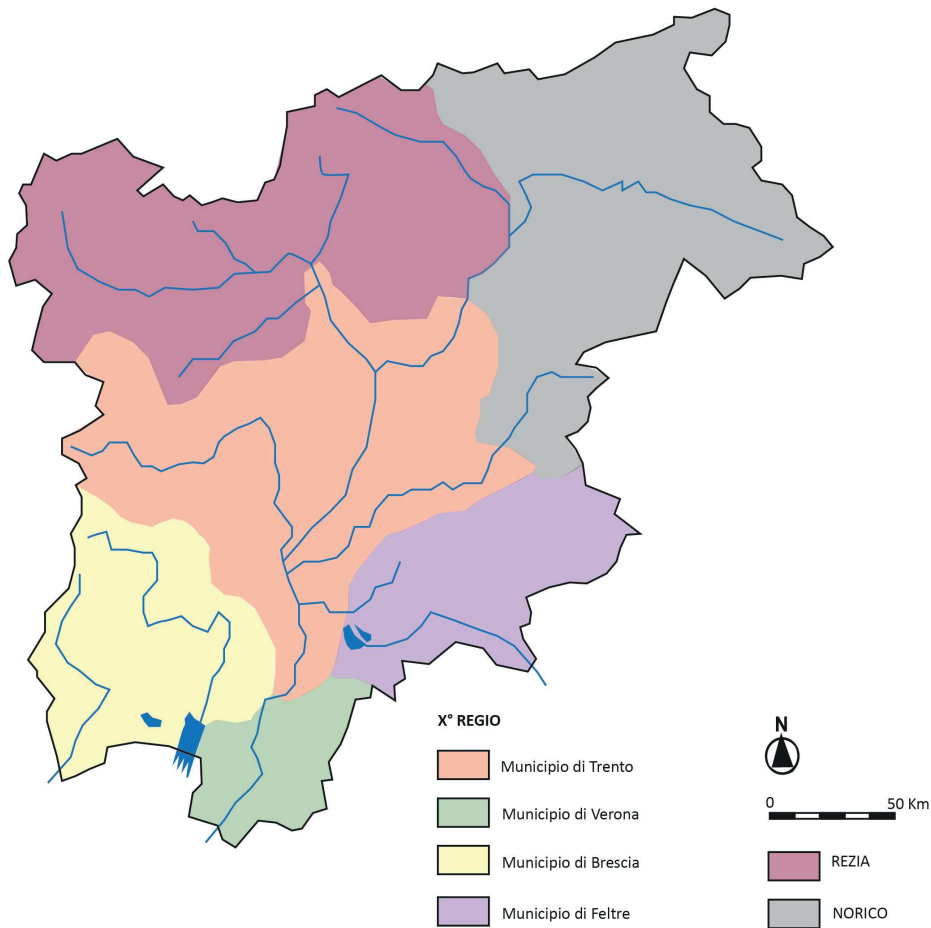 X° REGIO
Municipio di Trento
Municipio di Verona
Municipio di Brescia
Municipio di Feltre
N
0 50 Km
REZIA
NORICO